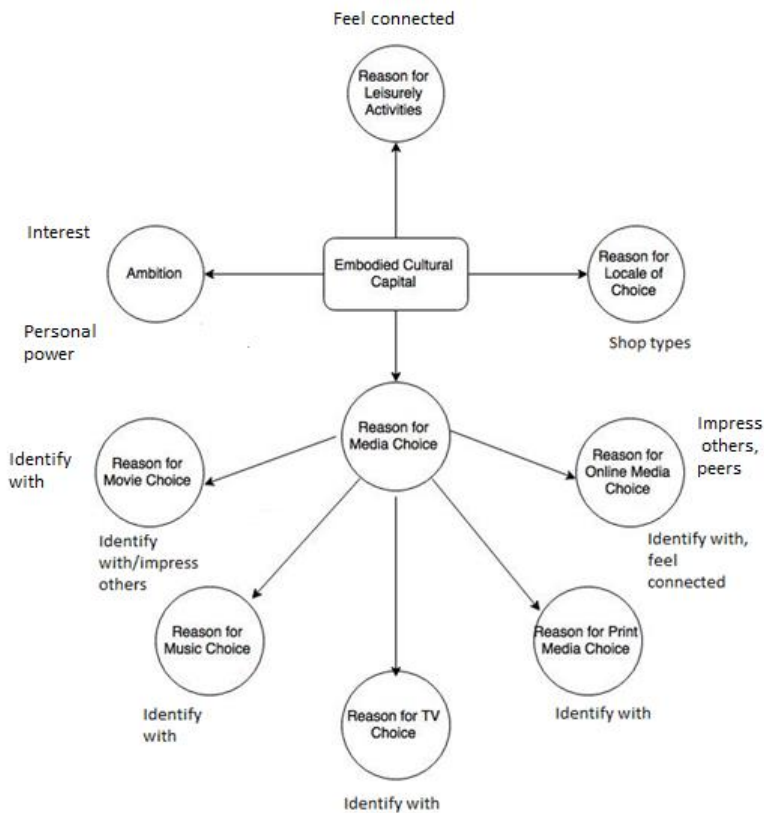 Feel connected
Reason for
Leisurely
Activities
Interest
Ambition
Personal
power
Embodied Cultural
Capital
Reason for
Locale of
Choice
Shop types
Reason for
Media Choice
Identify
with
Reason for
Movie Choice
Identify
with/impress
others
Impress
others,
peers
Reason for
Online Media
Choice
Identify with,
feel
connected
Reason for
Music Choice
Identify
with
Reason for TV
Choice
Identify with
Reason for Print
Media Choice
Identify with